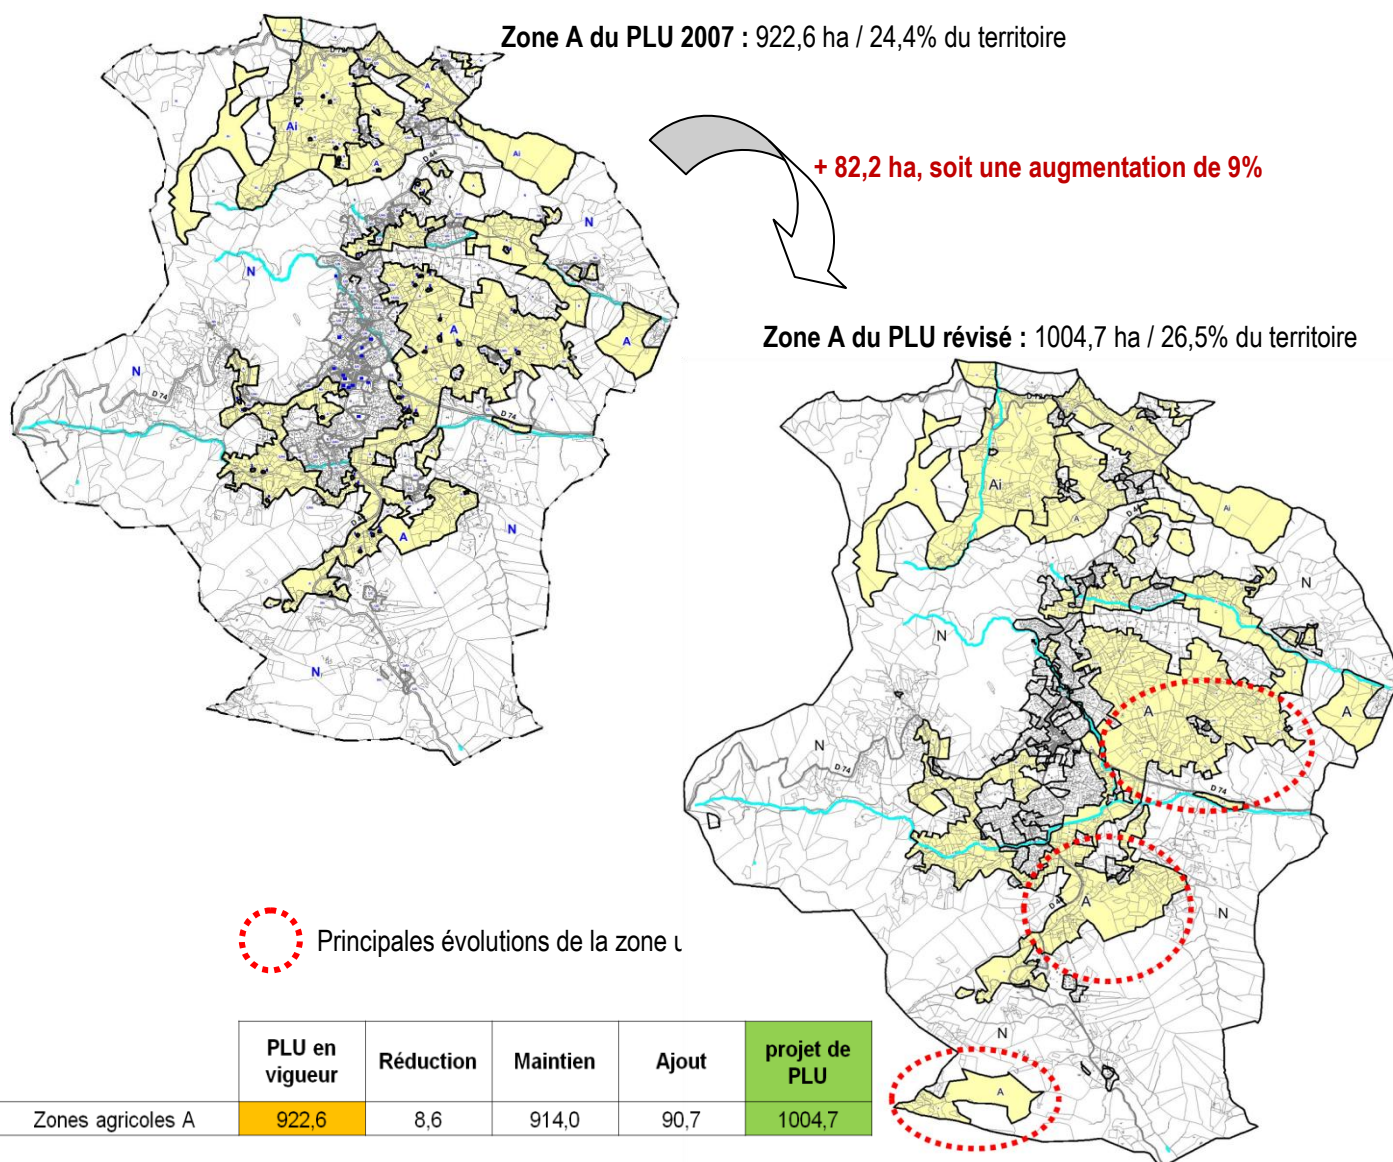 Zone A du PLU 2007 : 922,6 ha / 24,4% du territoire
+ 82,2 ha, soit une augmentation de 9%
Zone A du PLU révisé : 1004,7 ha / 26,5% du territoire
A
Ai
A
D 44
Ai
N
N
N
A
A
N
D 74
D 74
A
N
N
A
Ai
A
Ai
N
N
A
A
N
D 74
D 74
A
N
N
A
Principales évolutions de la zone u
PLU en vigueur
Réduction
Maintien
Ajout
projet de PLU
Zones agricoles A
922,6
8,6
914,0
90,7
1004,7